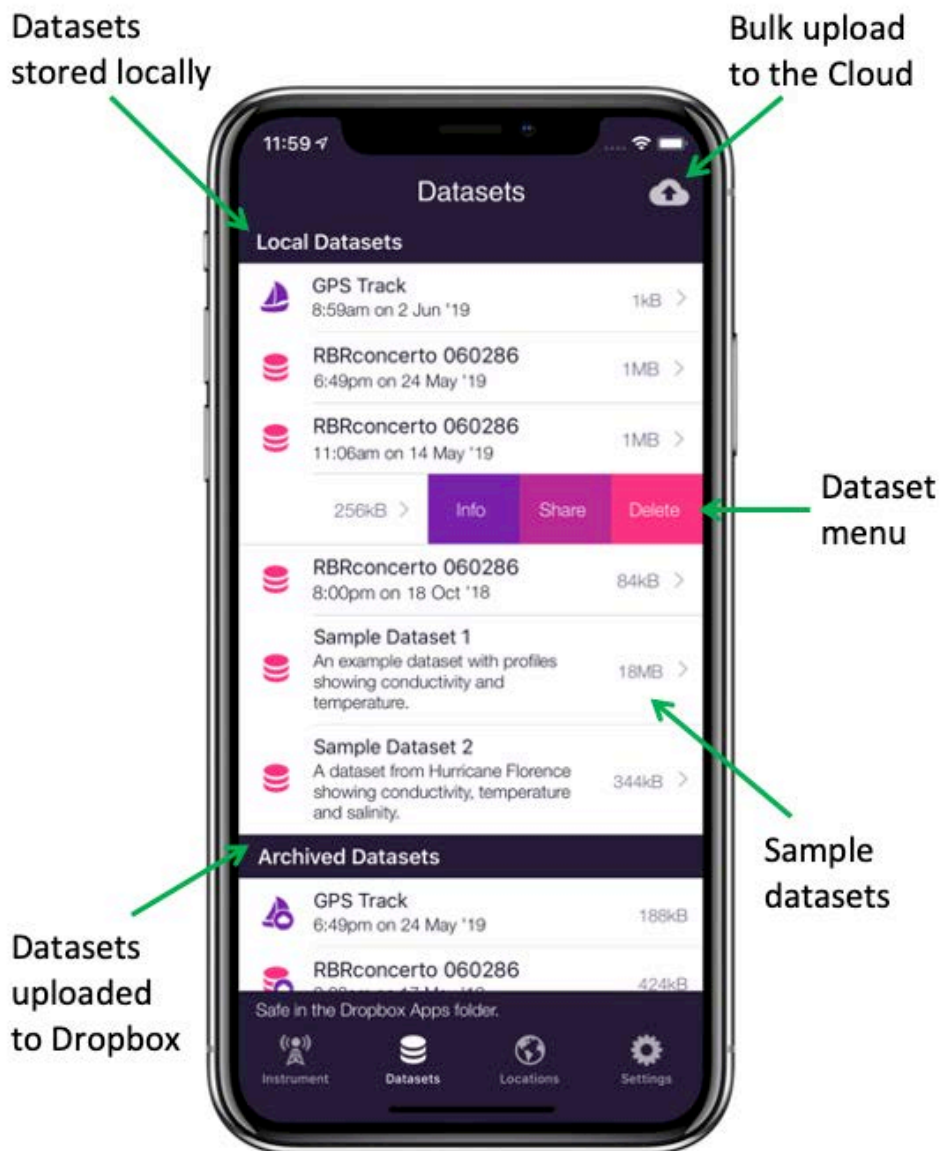 Datasets
stored locally
Bulk upload
to the Cloud
11:59
Datasets
Local Datasets
GPS Track
8:59am on 2 Jun '19
1kB
RBRconcerto 060286
6:49pm on 24 May '19
1MB
RBRconcerto 060286
11:06am on 14 May '19
1MB
256kB
Info
Share
Delete
Dataset
menu
RBRconcerto 060286
8:00pm on 18 Oct '18
84kB
Sample Dataset 1
An example dataset with profiles
showing conductivity and
temperature.
18MB
Sample Dataset 2
A dataset from Hurricane Florence
showing conductivity, temperature
and salinity.
344kB
Sample
datasets
Archived Datasets
GPS Track
6:49pm on 24 May '19
188kB
RBRconcerto 060286
424kB
Datasets
uploaded
to Dropbox
Safe in the Dropbox Apps folder.
Instrument
Datasets
Locations
Settings